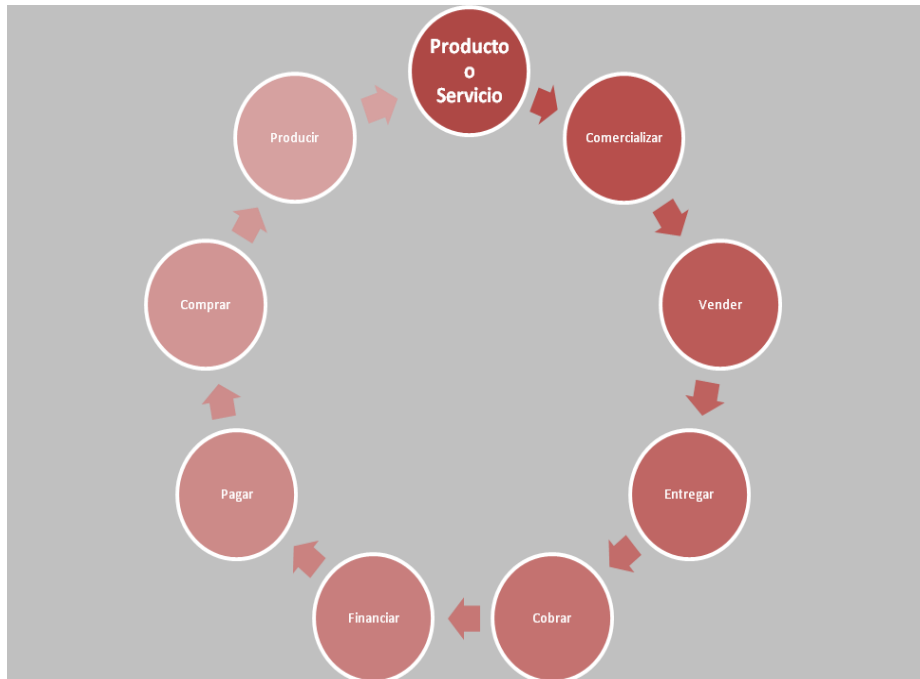 Producto
o
Servicio
Comercializar
Vender
Entregar
Cobrar
Financiar
Pagar
Comprar
Producir